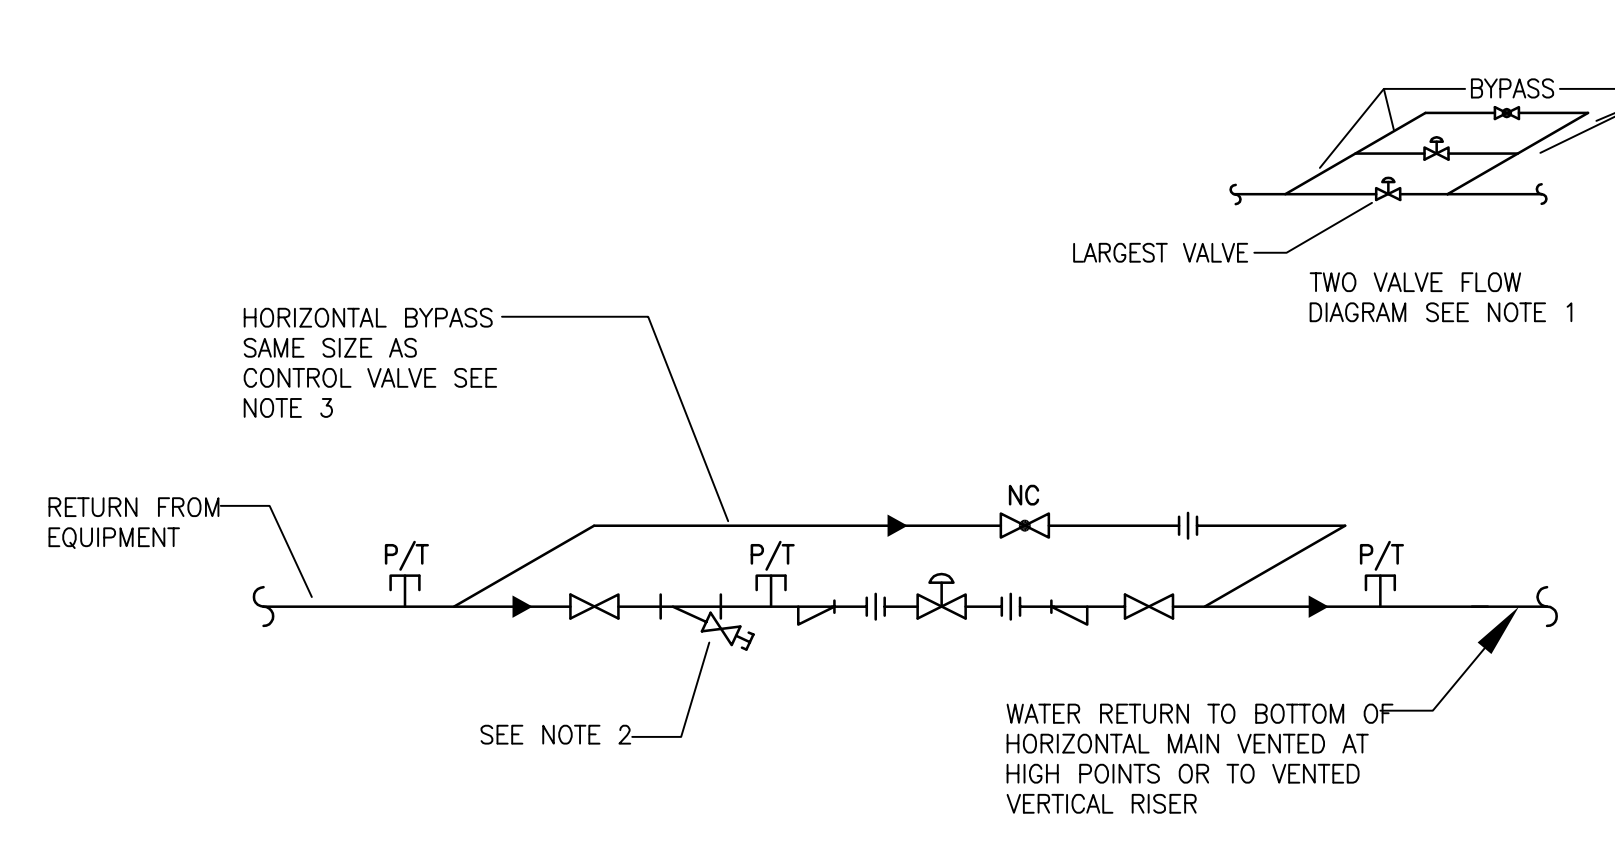 BYPASS
LARGEST VALVE
TWO VALVE FLOW
DIAGRAM SEE NOTE 1
HORIZONTAL BYPASS
SAME SIZE AS
CONTROL VALVE SEE
NOTE 3
NC
RETURN FROM
EQUIPMENT
P/T
P/T
P/T
SEE NOTE 2
WATER RETURN TO BOTTOM OF
HORIZONTAL MAIN VENTED AT
HIGH POINTS OR TO VENTED
VERTICAL RISER